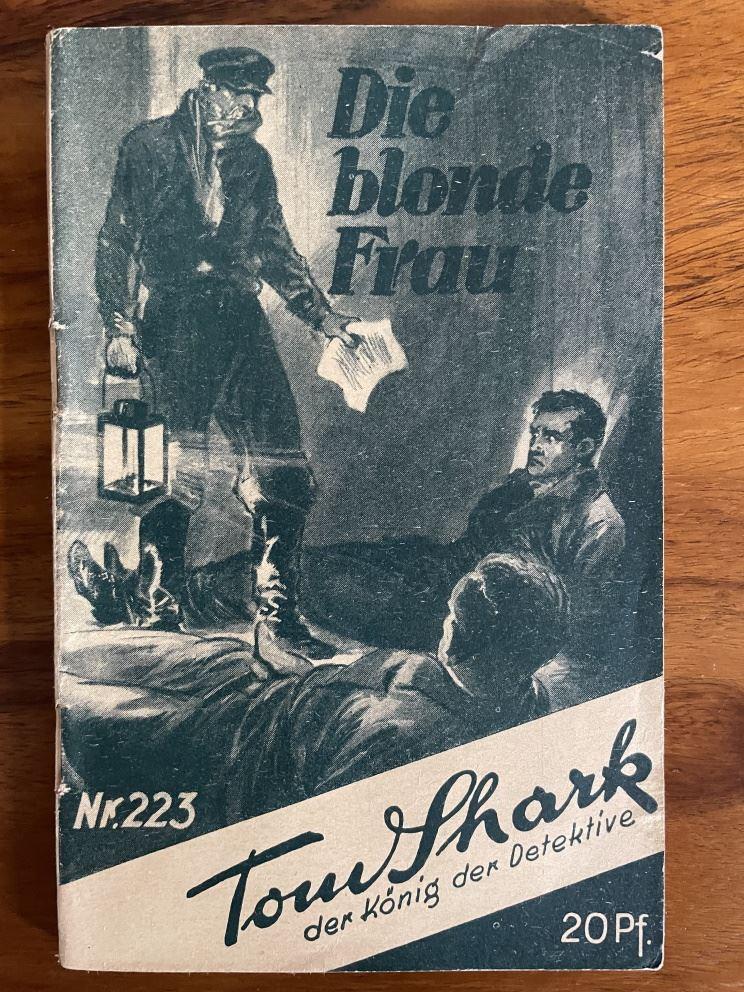 Die
blonde
Frau
Nr. 223
Tom Shark
der König der Detektive
20 Pf.